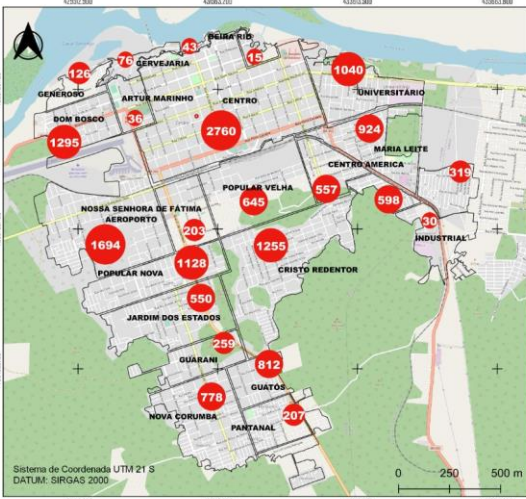 BEIRA RIO
43
76
15
CERVEJARIA
1040
126
GENEROSO
UNIVERSITÁRIO
ARTUR MARINHO
CENTRO
DOM BOSCO
36
2760
924
1295
MARIA LEITE
CENTRO AMERICA
319
POPULAR VELHA
557
645
598
NOSSA SENHORA DE FÁTIMA
AEROPORTO
203
30
INDUSTRIAL
1694
1255
1128
POPULAR NOVA
CRISTO REDENTOR
550
JARDIM DOS ESTADOS
259
GUARANI
812
GUATÓS
778
207
NOVA CORUMBA
PANTANAL
Sistema de Coordenada UTM 21 S
DATUM: SIRGAS 2000
0 250 500 m